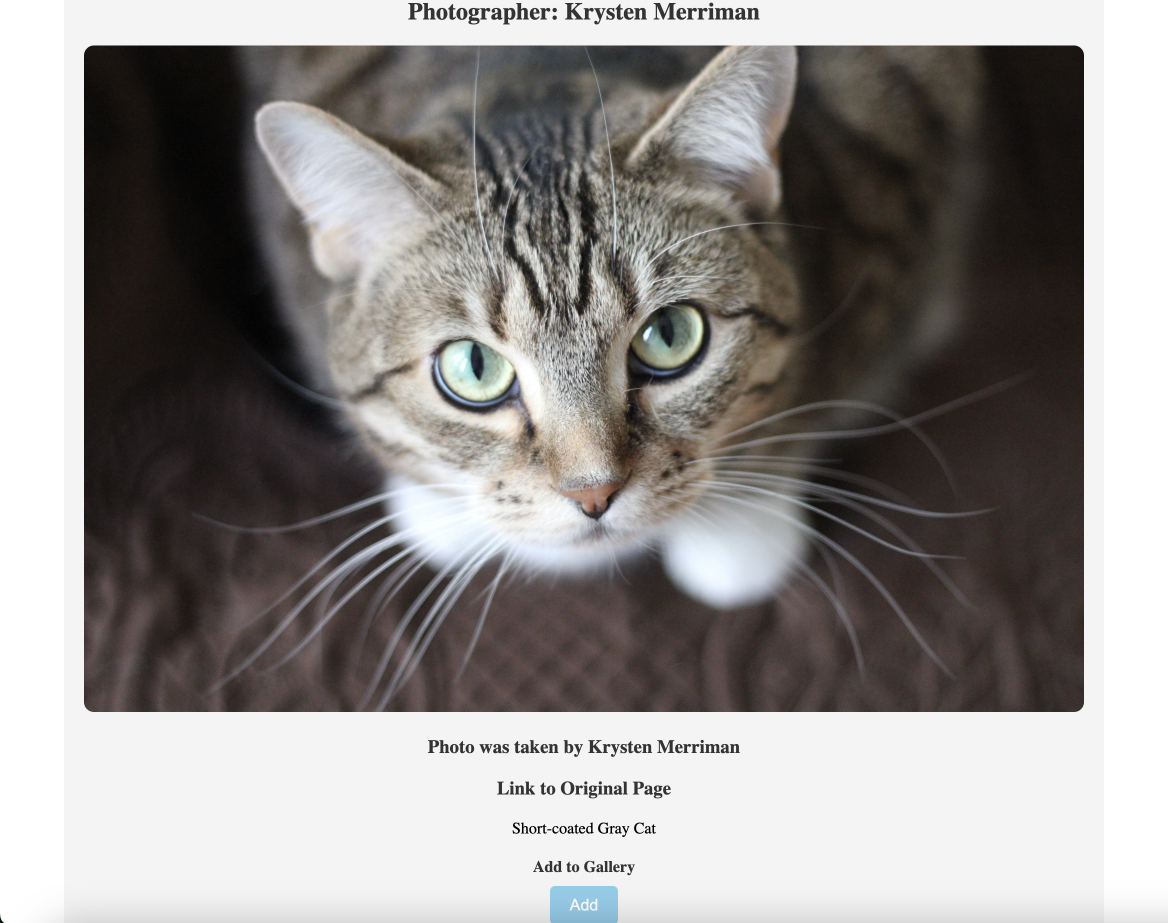 Photographer: Krysten Merriman
Photo was taken by Krysten Merriman
Link to Original Page
Short-coated Gray Cat
Add to Gallery
Add